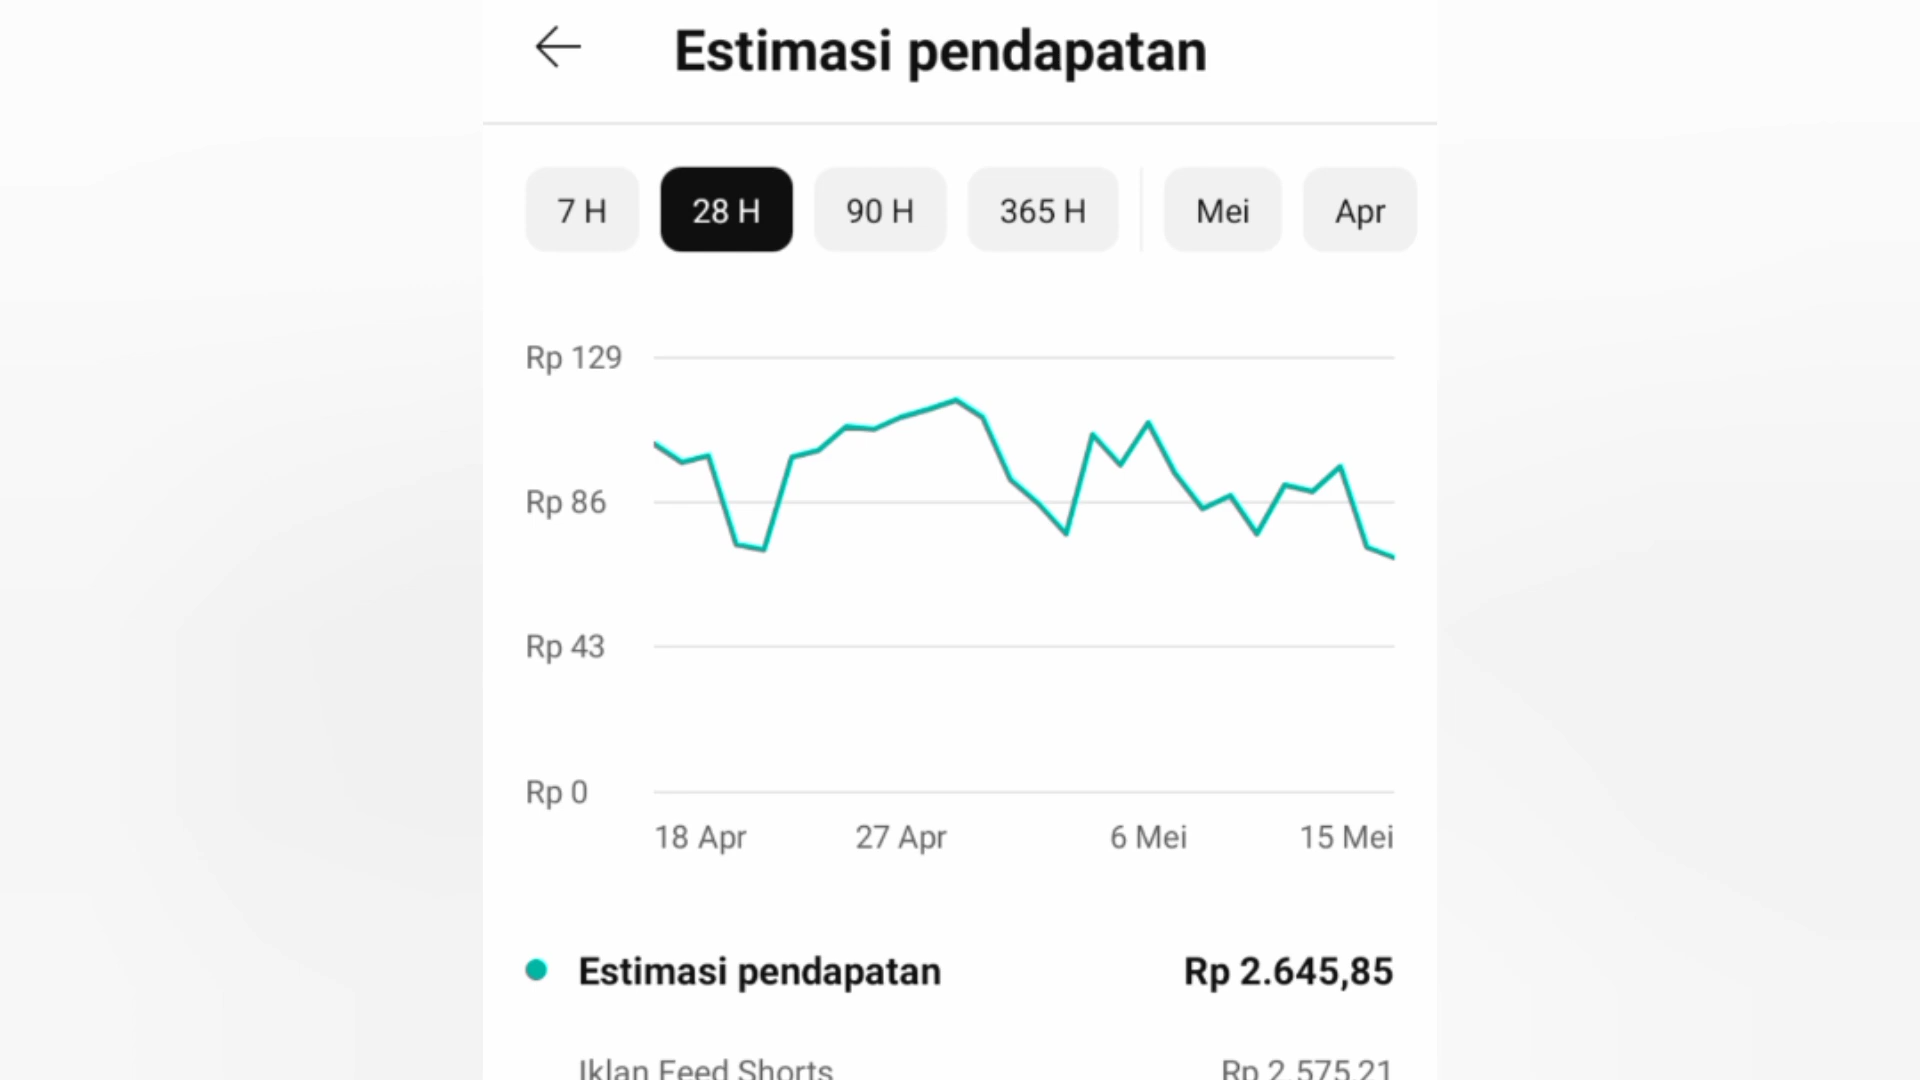 Estimasi pendapatan
7 H
28 H
90 H
365 H
Mei
Apr
Rp 129
Rp 86
Rp 43
Rp 0
18 Apr
27 Apr
6 Mei
15 Mei
Estimasi pendapatan
Rp 2.645,85
Iklan Feed Shorts
Rp 2.575,21